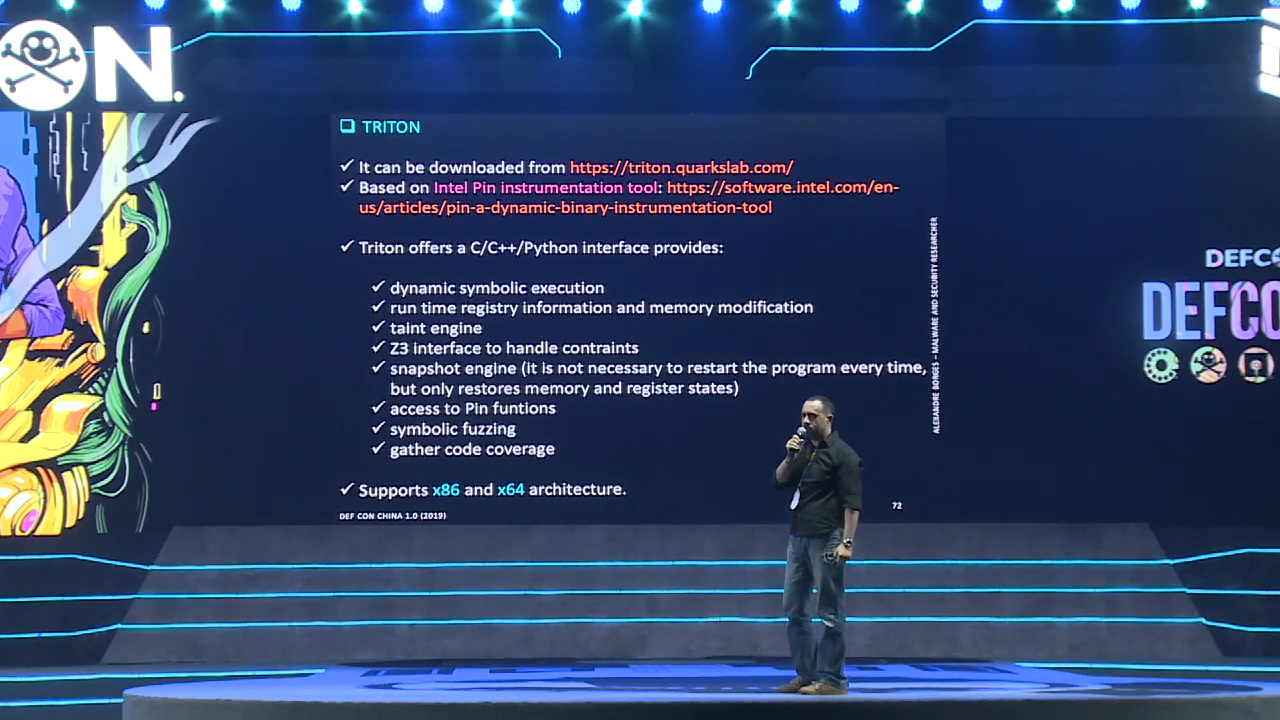 ON.
TRITON
✓ It can be downloaded from https://triton.quarkslab.com/
✓ Based on Intel Pin instrumentation tool: https://software.intel.com/en-
us/articles/pin-a-dynamic-binary-instrumentation-tool
✓ Triton offers a C/C++/Python interface provides:
✓ dynamic symbolic execution
✓ run time registry information and memory modification
✓ taint engine
✓ Z3 interface to handle contraints
✓ snapshot engine (it is not necessary to restart the program every time,
but only restores memory and register states)
✓ access to Pin funtions
✓ symbolic fuzzing
✓ gather code coverage
✓ Supports x86 and x64 architecture.
DEF CON CHINA 1.0 (2019)
72
ALEXANDRE BORGES – MALWARE AND SECURITY RESEARCHER
DEFC
DEFCO